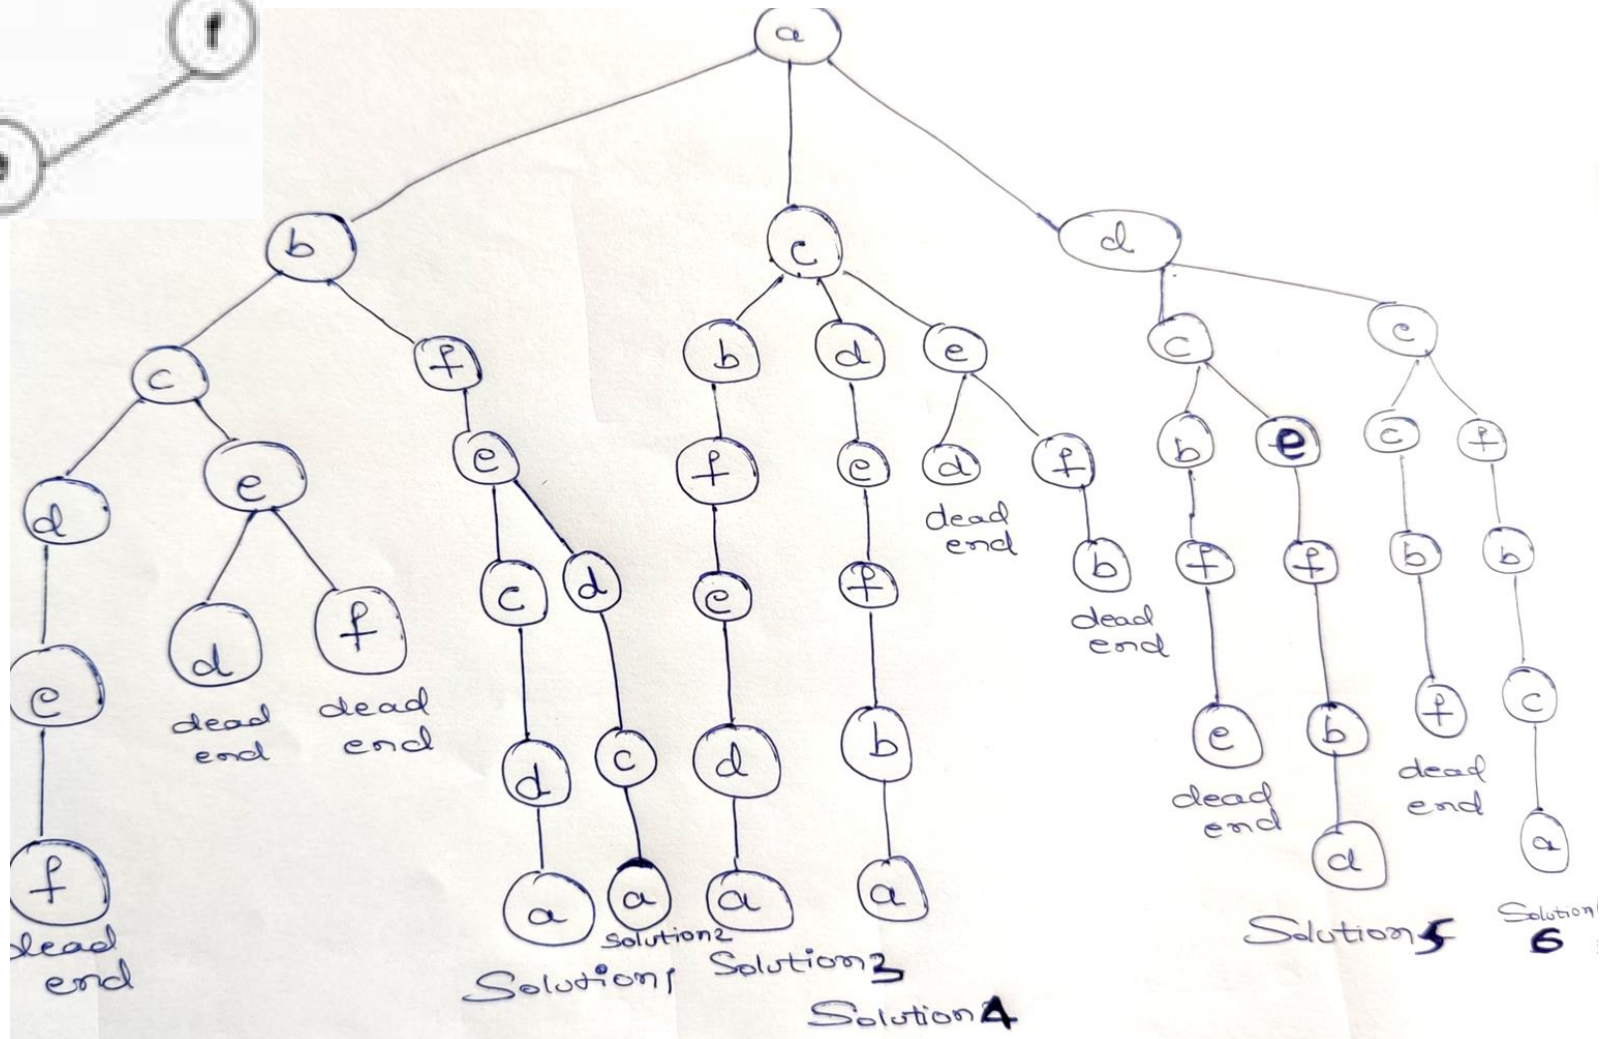 f
a
b c d
c f b d e c e
d e e f e d f b e c f
dead
end
d f c d e f b f f b b
dead
end
e d c d b e b f c
dead
end
dead
end
dead
end
dead
end
f a a a a d a
dead
end
Solution1
Solution2
Solution3
Solution4
Solution5
Solution
6